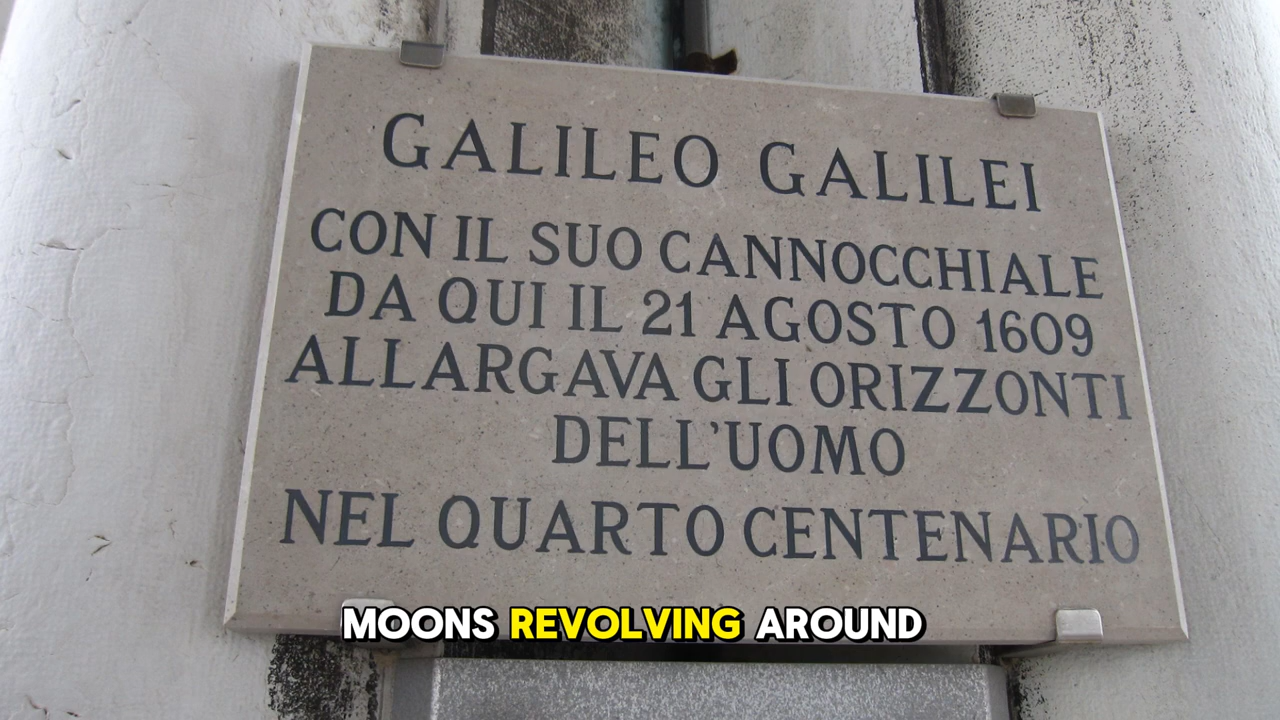 GALILEO GALILEI
CON IL SUO CANNOCCHIALE
DA QUI IL 21 AGOSTO 1609
ALLARGAVA GLI ORIZZONTI
DELL'UOMO
NEL QUARTO CENTENARIO
MOONS REVOLVING AROUND